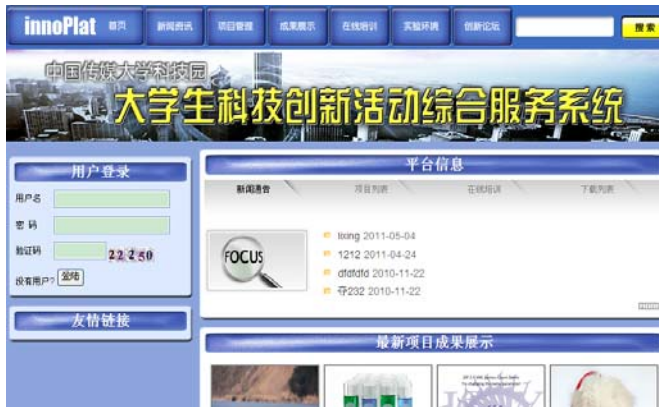 innoPlat 首页 新闻资讯 项目管理 成果展示 在线培训 实验环境 创新论坛 搜索
中国传媒大学科技园
大学生科技创新活动综合服务系统
用户登录
用户名
密 码
验证码 22250
没有用户? 登陆
友情链接
平台信息
新闻通告 项目列表 在线培训 下载列表
FOCUS
lixing 2011-05-04
1212 2011-04-24
dfdfdfd 2010-11-22
夺232 2010-11-22
最新项目成果展示